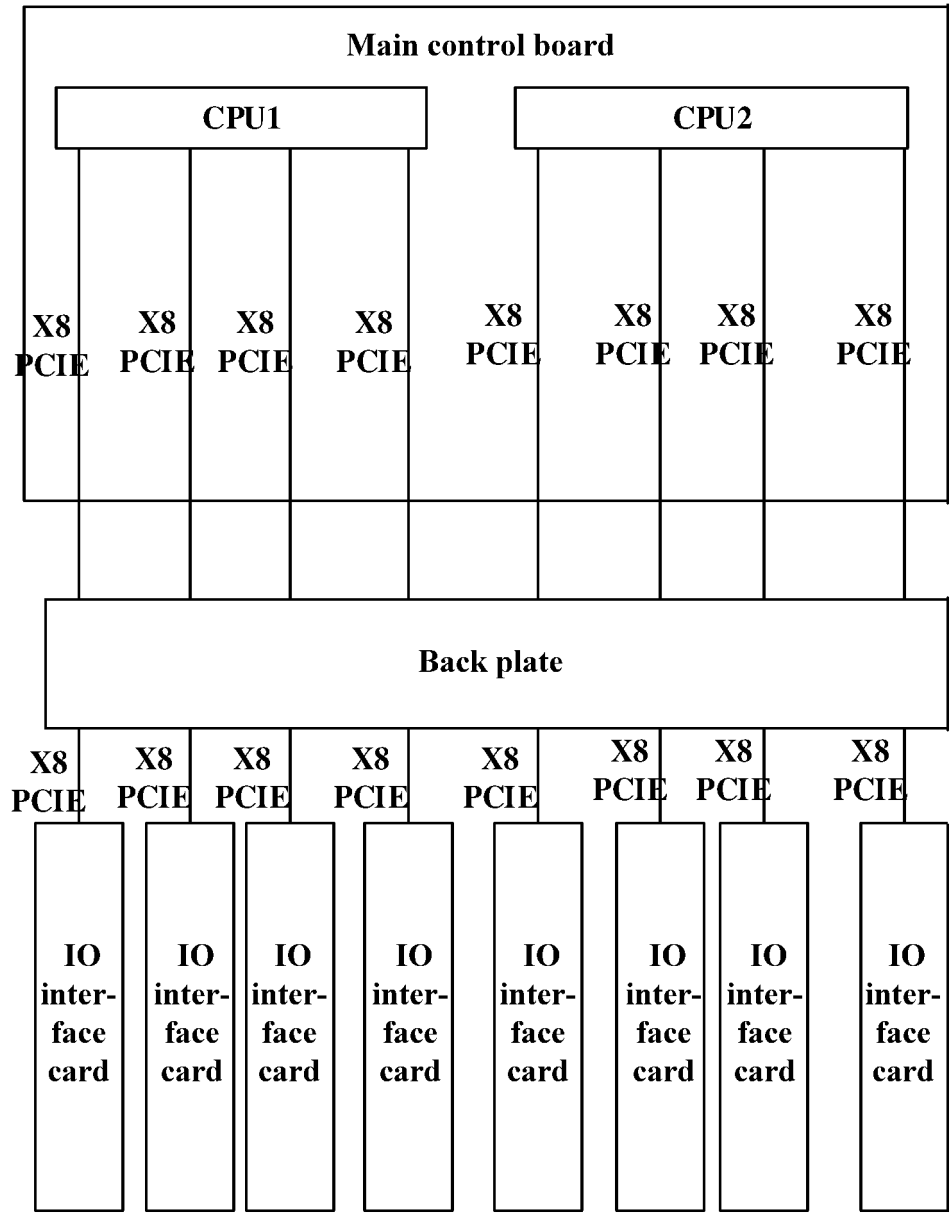 Main control board
CPU1
CPU2
X8
PCIE
X8
PCIE
X8
PCIE
X8
PCIE
X8
PCIE
X8
PCIE
X8
PCIE
X8
PCIE
Back plate
X8
PCIE
X8
PCIE
X8
PCIE
X8
PCIE
X8
PCIE
X8
PCIE
X8
PCIE
X8
PCIE
IO
inter-
face
card
IO
inter-
face
card
IO
inter-
face
card
IO
inter-
face
card
IO
inter-
face
card
IO
inter-
face
card
IO
inter-
face
card
IO
inter-
face
card